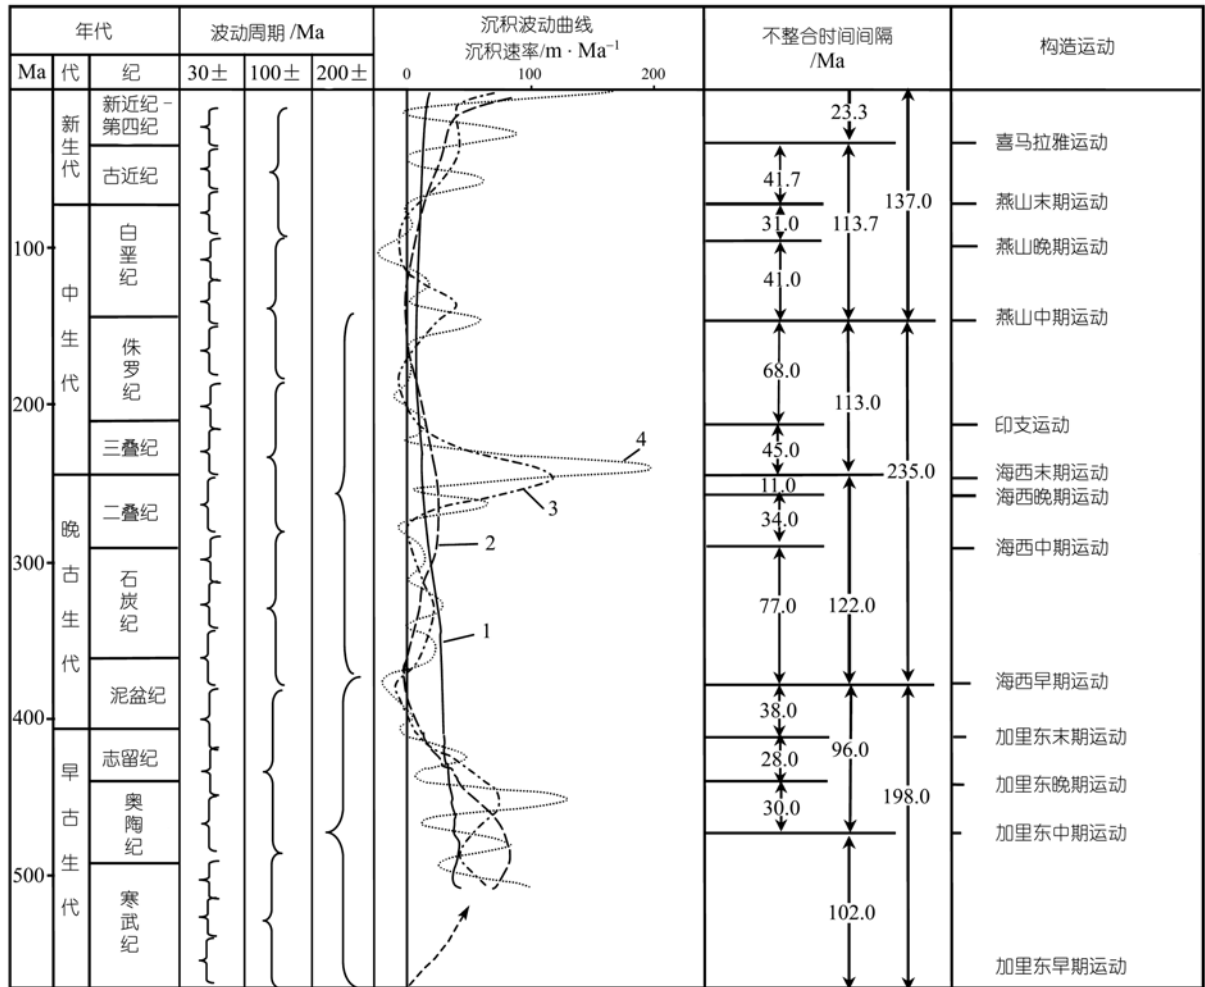 年代
波动周期 /Ma
沉积波动曲线
沉积速率/m · Ma⁻¹
不整合时间间隔
/Ma
构造运动
Ma
代
纪
30±
100±
200±
0
100
200
新生代
中生代
晚古生代
早古生代
新近纪-
第四纪
古近纪
白垩纪
侏罗纪
三叠纪
二叠纪
石炭纪
泥盆纪
志留纪
奥陶纪
寒武纪
100
200
300
400
500
4
3
2
1
23.3
41.7
31.0
113.7
137.0
41.0
68.0
113.0
45.0
235.0
11.0
34.0
77.0
122.0
38.0
96.0
28.0
198.0
30.0
102.0
喜马拉雅运动
燕山末期运动
燕山晚期运动
燕山中期运动
印支运动
海西末期运动
海西晚期运动
海西中期运动
海西早期运动
加里东末期运动
加里东晚期运动
加里东中期运动
加里东早期运动